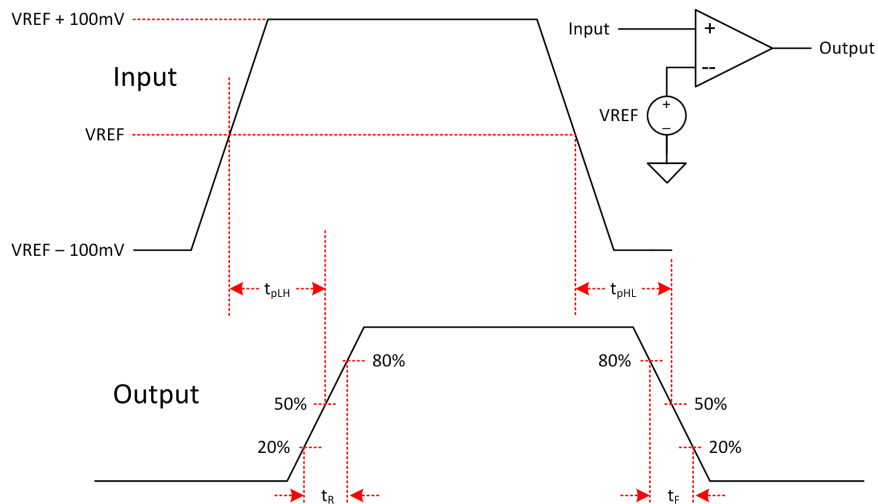 VREF + 100mV
Input
VREF
VREF – 100mV
Input
+
--
Output
VREF
+
–
tpLH
tpHL
Output
80%
50%
20%
80%
50%
20%
tR
tF